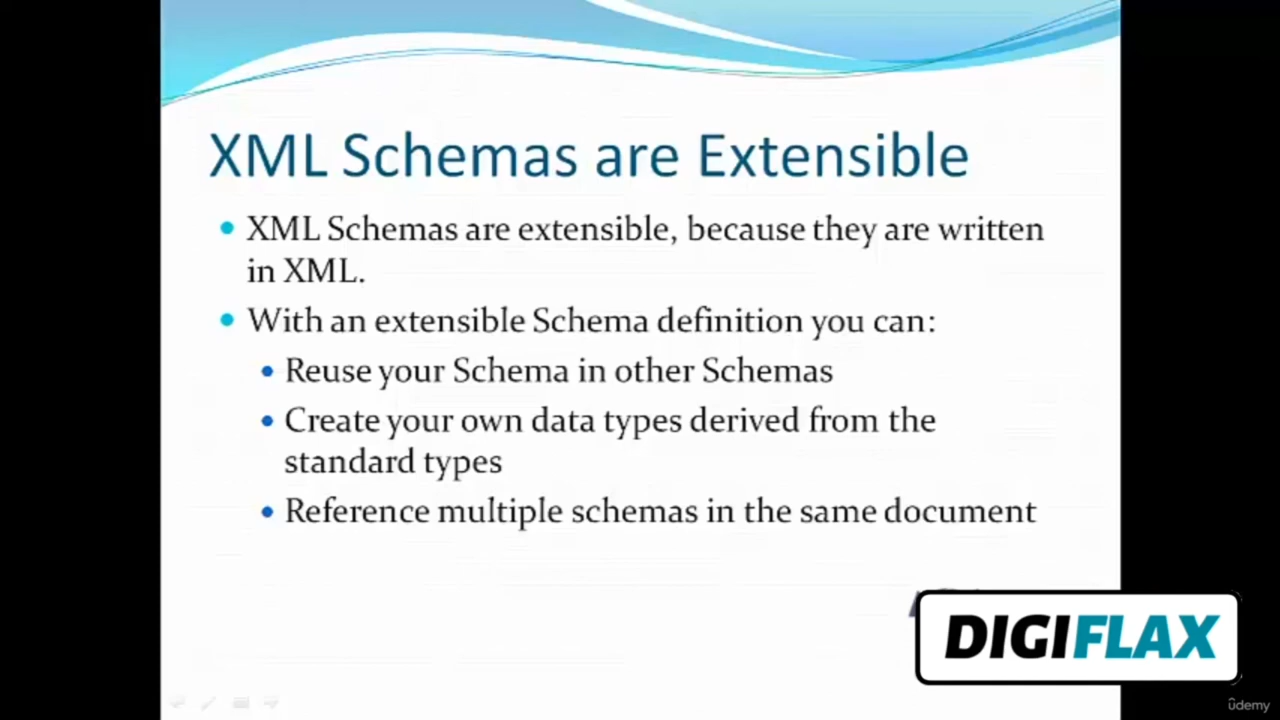 XML Schemas are Extensible
XML Schemas are extensible, because they are written
in XML.
With an extensible Schema definition you can:
Reuse your Schema in other Schemas
Create your own data types derived from the
standard types
Reference multiple schemas in the same document
DIGIFLAX
ûdemy